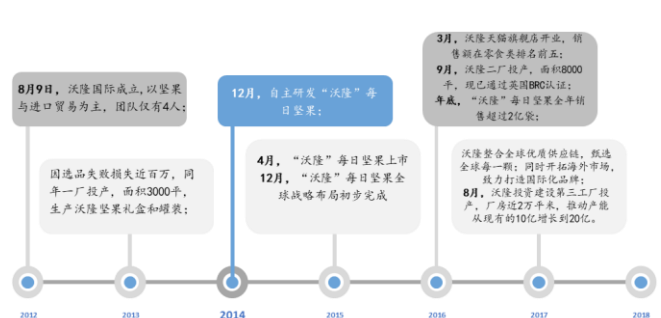 8月9日，沃隆国际成立,以坚果
与进口贸易为主，团队仅有4人;
因选品失败损失近百万，同
年一厂投产，面积3000平，
生产沃隆坚果礼盒和罐装；
12月，自主研发“沃隆”每
日坚果；
4月，“沃隆”每日坚果上市
12月，“沃隆”每日坚果全
球战略布局初步完成
3月，沃隆天猫旗舰店开业，销
售额在零食类排名前五；
9月，沃隆二厂投产，面积8000
平，现已通过英国BRC认证；
年底，“沃隆”每日坚果全年销
售超过2亿袋；
沃隆整合全球优质供应链，甄选
全球每一颗；同时开拓海外市场，
致力打造国际化品牌；
8月，沃隆投资建设第三工厂投
产，厂房近2万平米，推动产能
从现有的10亿增长到20亿。
2012
2013
2014
2015
2016
2017
2018